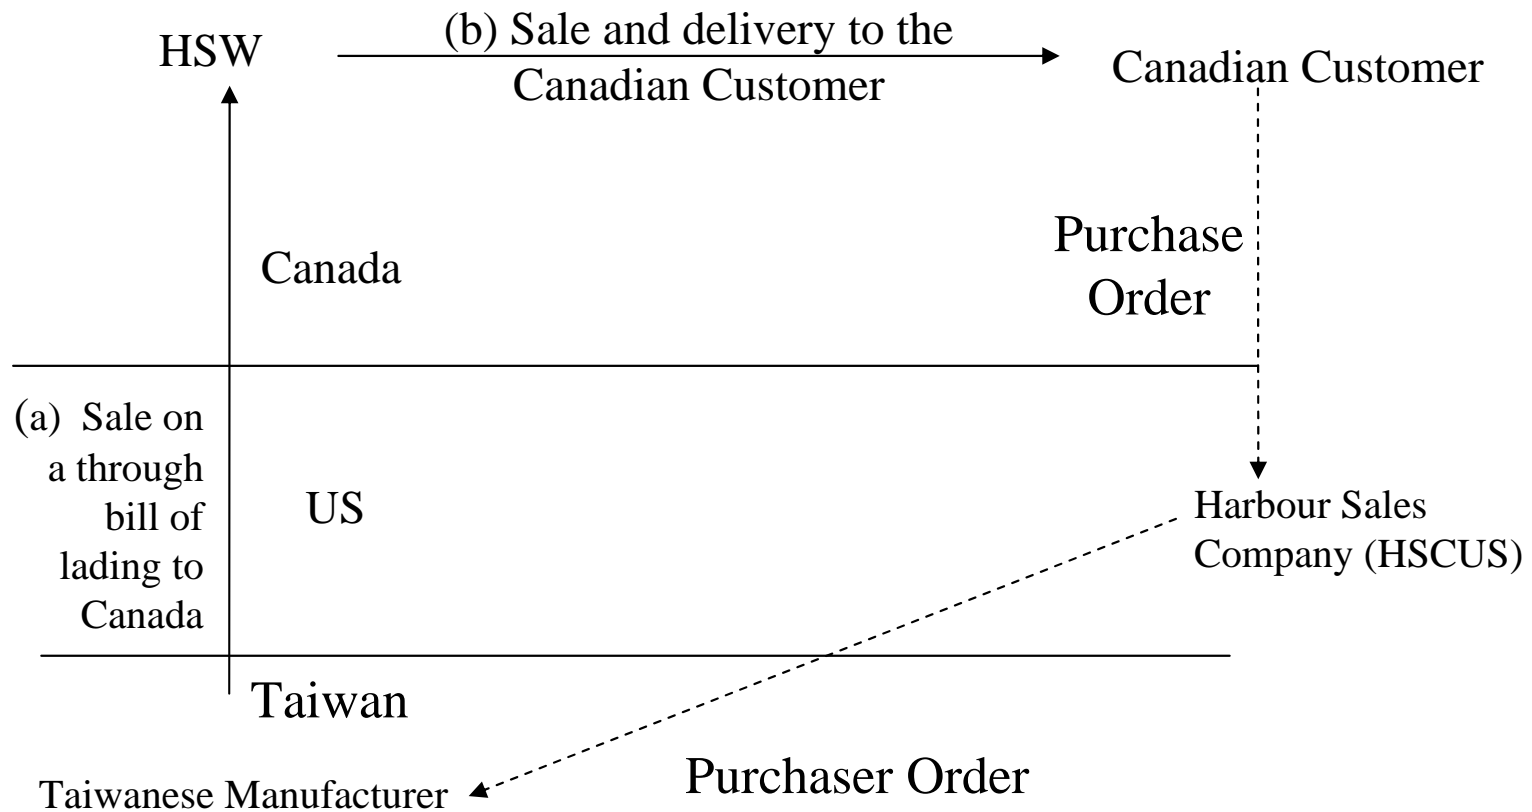 HSW
(b) Sale and delivery to the
Canadian Customer
Canadian Customer
Purchase
Order
Canada
(a) Sale on
a through
bill of
lading to
Canada
US
Harbour Sales
Company (HSCUS)
Taiwan
Purchaser Order
Taiwanese Manufacturer